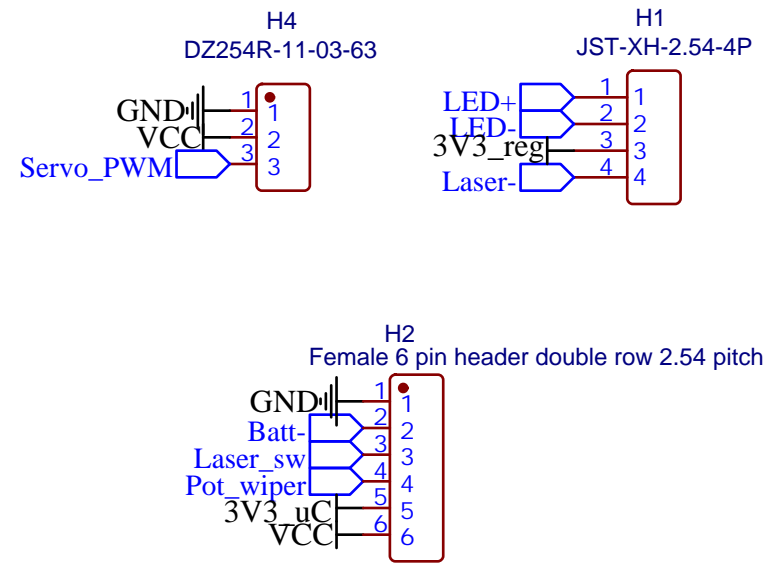 H4
DZ254R-11-03-63
GND 1 1
VCC 2 2
Servo_PWM 3 3
H1
JST-XH-2.54-4P
LED+ 1 1
LED- 2 2
3V3_reg 3 3
Laser- 4 4
H2
Female 6 pin header double row 2.54 pitch
GND 1 1
Batt- 2 2
Laser_sw 3 3
Pot_wiper 4 4
3V3_uC 5 5
VCC 6 6